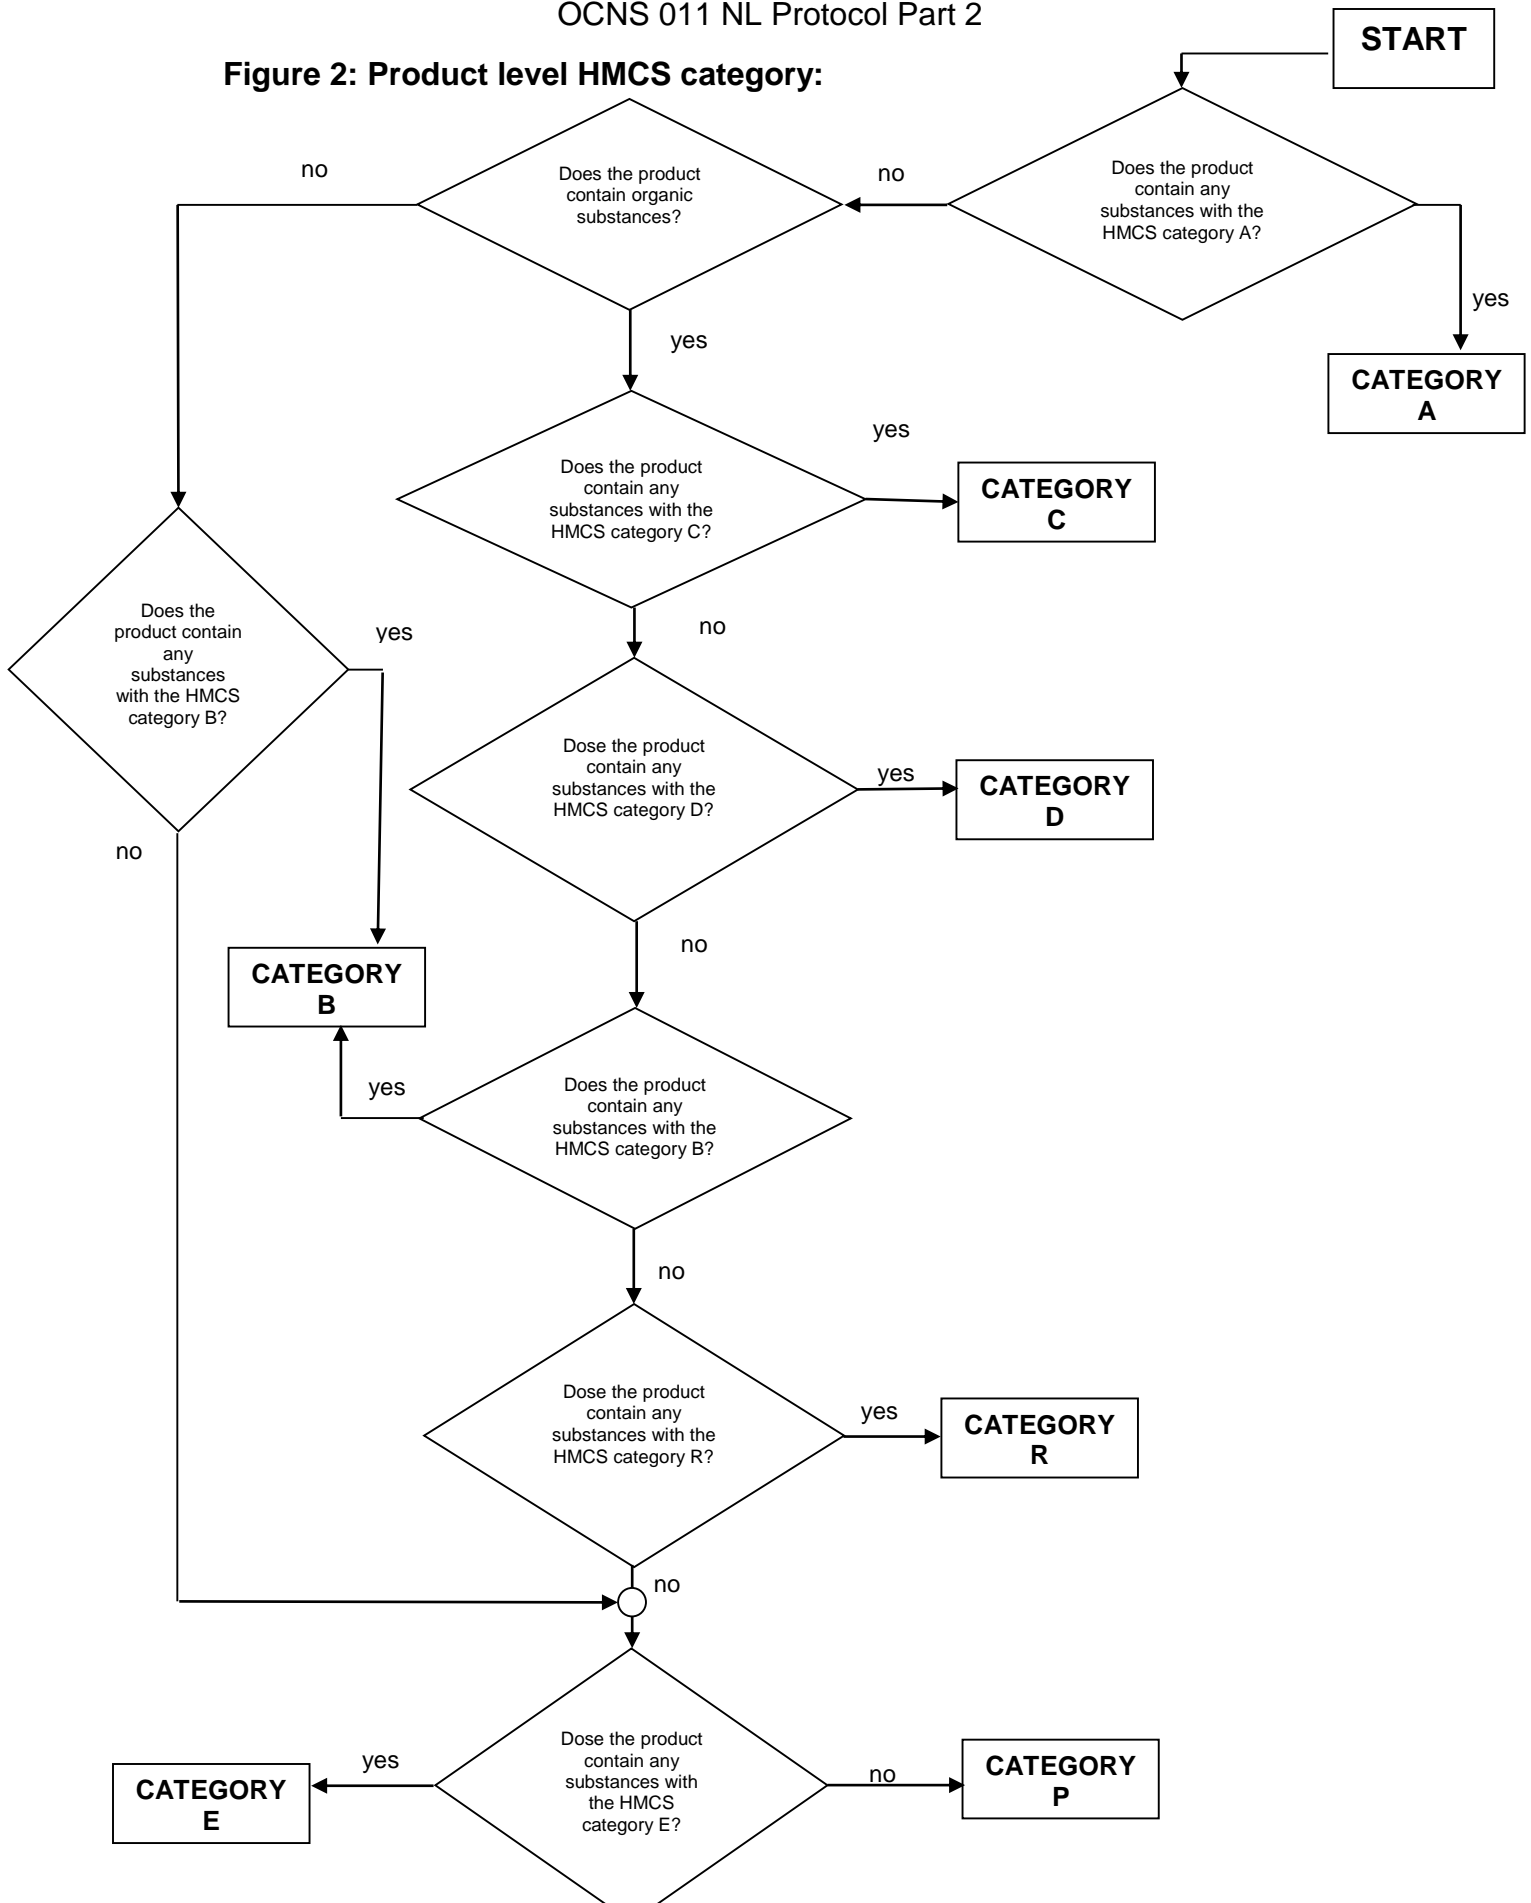 OCNS 011 NL Protocol Part 2
START
Figure 2: Product level HMCS category:
no
Does the product
contain organic
substances?
no
Does the product
contain any
substances with the
HMCS category A?
yes
yes
CATEGORY
A
yes
Does the product
contain any
substances with the
HMCS category C?
CATEGORY
C
Does the
product contain
any
substances
with the HMCS
category B?
yes
no
Dose the product
contain any
substances with the
HMCS category D?
yes
CATEGORY
D
no
no
CATEGORY
B
yes
Does the product
contain any
substances with the
HMCS category B?
no
Dose the product
contain any
substances with the
HMCS category R?
yes
CATEGORY
R
no
Dose the product
contain any
substances with
the HMCS
category E?
yes
CATEGORY
E
no
CATEGORY
P